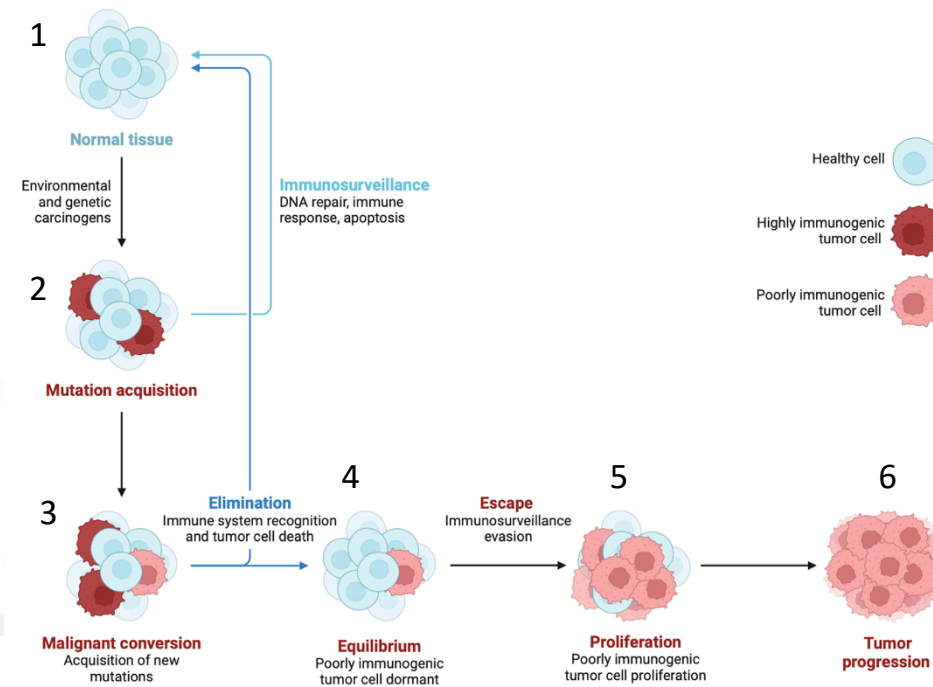 1
Normal tissue
Environmental
and genetic
carcinogens
Immunosurveillance
DNA repair, immune
response, apoptosis
Healthy cell
Highly immunogenic
tumor cell
Poorly immunogenic
tumor cell
2
Mutation acquisition
3
Malignant conversion
Acquisition of new
mutations
Elimination
Immune system recognition
and tumor cell death
4
Equilibrium
Poorly immunogenic
tumor cell dormant
Escape
Immunosurveillance
evasion
5
Proliferation
Poorly immunogenic
tumor cell proliferation
6
Tumor
progression